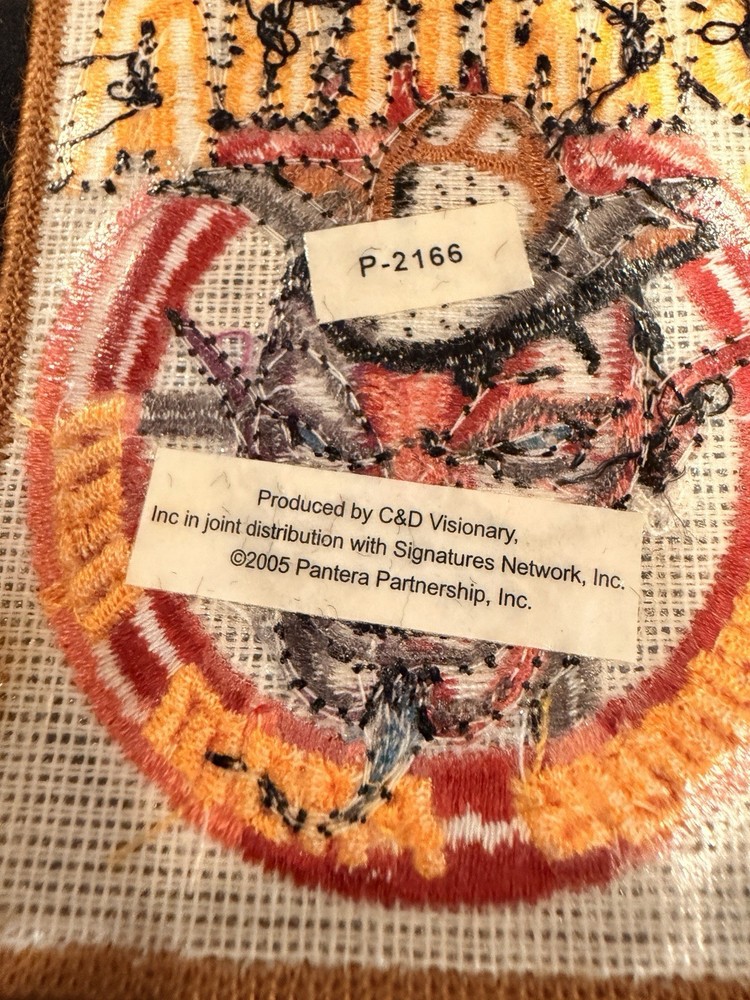 P-2166
Produced by C&D Visionary,
Inc in joint distribution with Signatures Network, Inc.
©2005 Pantera Partnership, Inc.